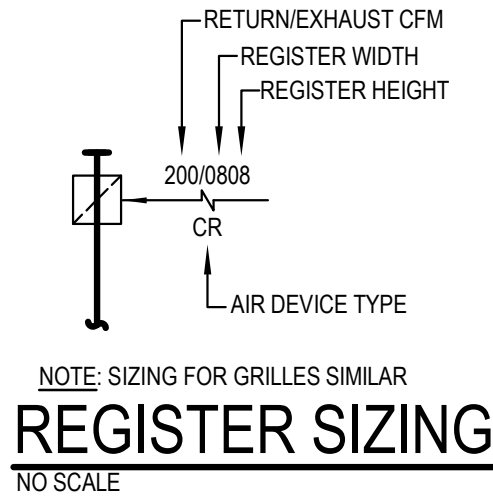 RETURN/EXHAUST CFM
REGISTER WIDTH
REGISTER HEIGHT
200/0808
CR
AIR DEVICE TYPE
NOTE: SIZING FOR GRILLES SIMILAR
REGISTER SIZING
NO SCALE